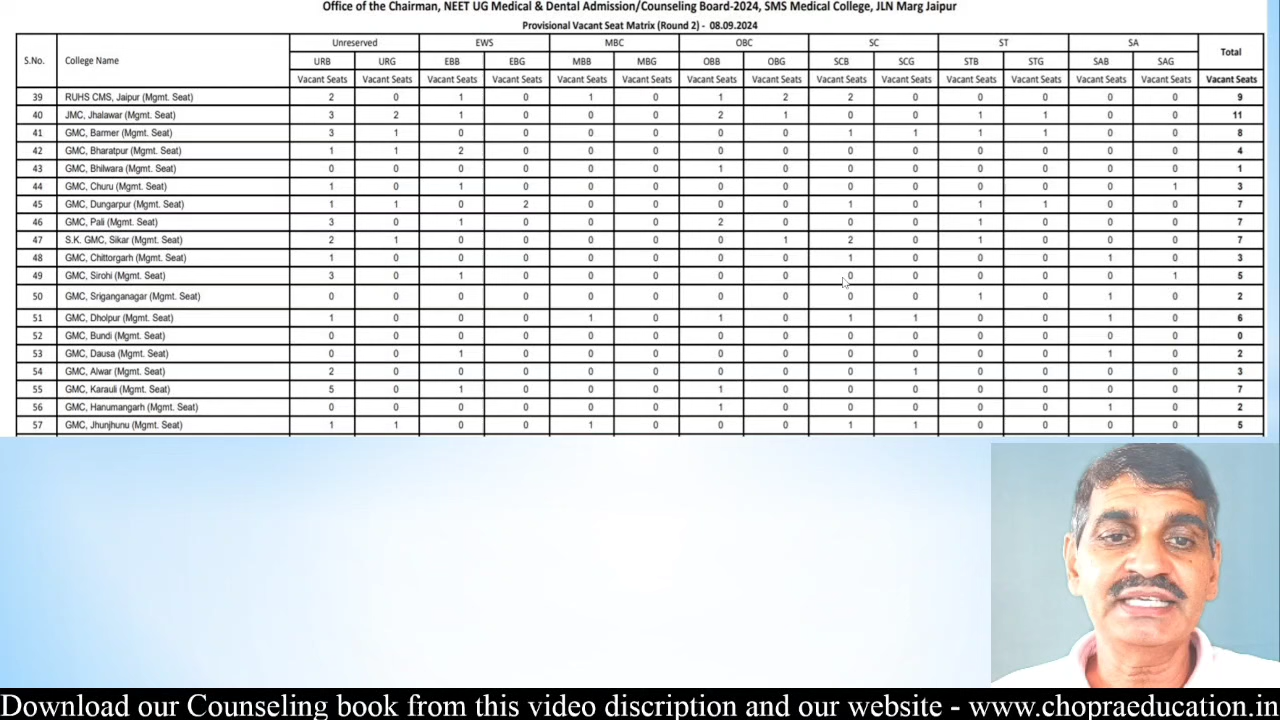 Office of the Chairman, NEET UG Medical & Dental Admission/Counseling Board-2024, SMS Medical College, JLN Marg Jaipur
Provisional Vacant Seat Matrix (Round 2) - 08.09.2024
S.No. College Name Unreserved EWS MBC OBC SC ST SA Total
URB URG EBB EBG MBB MBG OBB OBG SCB SCG STB STG SAB SAG
Vacant Seats Vacant Seats Vacant Seats Vacant Seats Vacant Seats Vacant Seats Vacant Seats Vacant Seats Vacant Seats Vacant Seats Vacant Seats Vacant Seats Vacant Seats Vacant Seats Vacant Seats
39 RUHS CMS, Jaipur (Mgmt. Seat) 2 0 1 0 1 0 1 2 2 0 0 0 0 0 9
40 JMC, Jhalawar (Mgmt. Seat) 3 2 1 0 0 0 2 1 0 0 1 1 0 0 11
41 GMC, Barmer (Mgmt. Seat) 3 1 0 0 0 0 0 0 1 1 1 1 0 0 8
42 GMC, Bharatpur (Mgmt. Seat) 1 1 2 0 0 0 0 0 0 0 0 0 0 0 4
43 GMC, Bhilwara (Mgmt. Seat) 0 0 0 0 0 0 1 0 0 0 0 0 0 0 1
44 GMC, Churu (Mgmt. Seat) 1 0 1 0 0 0 0 0 0 0 0 0 0 1 3
45 GMC, Dungarpur (Mgmt. Seat) 1 1 0 2 0 0 0 0 1 0 1 1 0 0 7
46 GMC, Pali (Mgmt. Seat) 3 0 1 0 0 0 2 0 0 0 1 0 0 0 7
47 S.K. GMC, Sikar (Mgmt. Seat) 2 1 0 0 0 0 0 1 2 0 1 0 0 0 7
48 GMC, Chittorgarh (Mgmt. Seat) 1 0 0 0 0 0 0 0 1 0 0 0 1 0 3
49 GMC, Sirohi (Mgmt. Seat) 3 0 1 0 0 0 0 0 0 0 0 0 0 1 5
50 GMC, Sriganganagar (Mgmt. Seat) 0 0 0 0 0 0 0 0 0 0 1 0 1 0 2
51 GMC, Dholpur (Mgmt. Seat) 1 0 0 0 1 0 1 0 1 1 0 0 1 0 6
52 GMC, Bundi (Mgmt. Seat) 0 0 0 0 0 0 0 0 0 0 0 0 0 0 0
53 GMC, Dausa (Mgmt. Seat) 0 0 1 0 0 0 0 0 0 0 0 0 1 0 2
54 GMC, Alwar (Mgmt. Seat) 2 0 0 0 0 0 0 0 0 1 0 0 0 0 3
55 GMC, Karauli (Mgmt. Seat) 5 0 1 0 0 0 1 0 0 0 0 0 0 0 7
56 GMC, Hanumangarh (Mgmt. Seat) 0 0 0 0 0 0 1 0 0 0 0 0 1 0 2
57 GMC, Jhunjhunu (Mgmt. Seat) 1 1 0 0 1 0 0 0 1 1 0 0 0 0 5
Download our Counseling book from this video discription and our website - www.chopraeducation.in